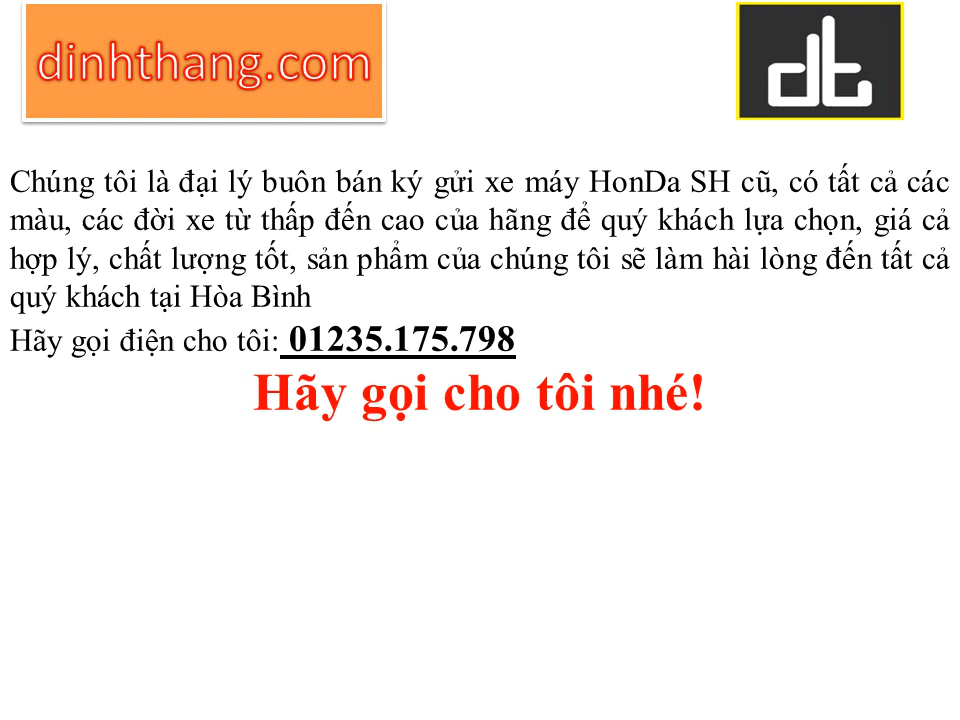 dinhthang.com
dt
Chúng tôi là đại lý buôn bán ký gửi xe máy HonDa SH cũ, có tất cả các
màu, các đời xe từ thấp đến cao của hãng để quý khách lựa chọn, giá cả
hợp lý, chất lượng tốt, sản phẩm của chúng tôi sẽ làm hài lòng đến tất cả
quý khách tại Hòa Bình
Hãy gọi điện cho tôi: 01235.175.798
Hãy gọi cho tôi nhé!